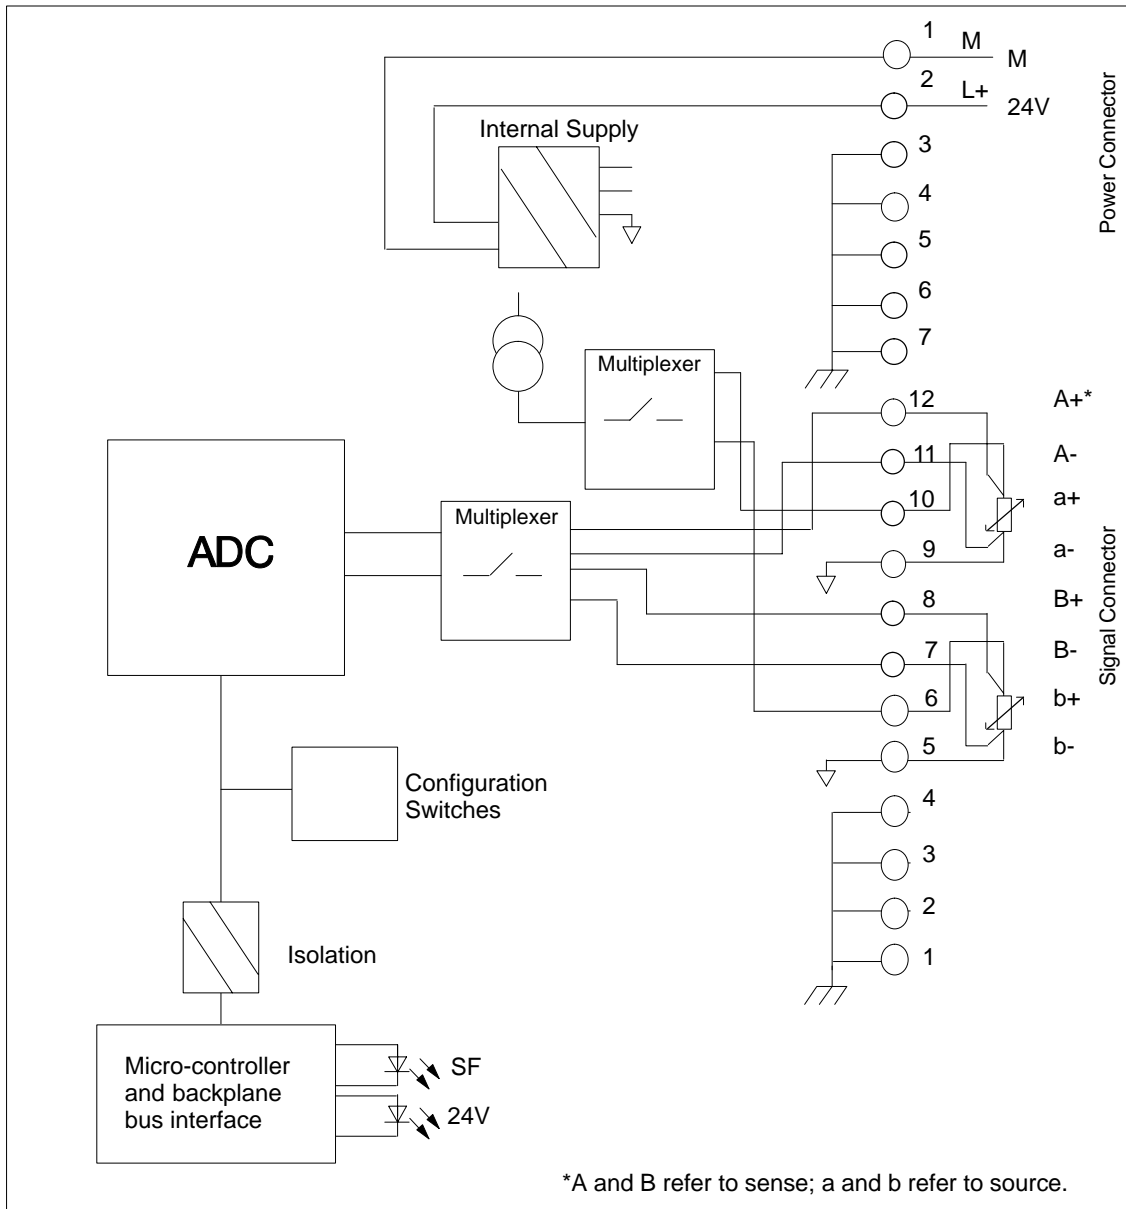 1
M
M
2
L+
24V
Internal Supply
3
4
5
6
7
Power Connector
Multiplexer
12
A+*
11
A-
10
a+
9
a-
8
B+
7
B-
6
b+
5
b-
Signal Connector
ADC
Multiplexer
4
3
2
1
Configuration
Switches
Isolation
Micro-controller
and backplane
bus interface
SF
24V
*A and B refer to sense; a and b refer to source.